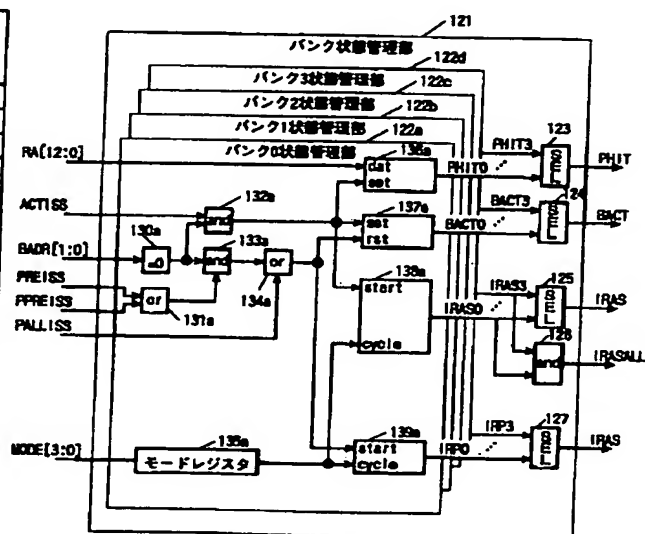 121
バンク状態管理部
122d
バンク3状態管理部
122c
バンク2状態管理部
122b
バンク1状態管理部
122a
バンク0状態管理部
RA[12:0]
136a
dat
set
PHIT3
PHIT0
123
SEL
PHIT
ACTISS
132a
and
137a
set
rst
BACT3
BACT0
124
SEL
BACT
BADR[1:0]
130a
=0
133a
and
or
134a
PREISS
PPREISS
or
131a
PALLISS
138a
start
cycle
IRAS3
IRAS0
125
SEL
IRAS
126
and
IRASALL
MODE[3:0]
135a
モードレジスタ
139a
start
cycle
IRP3
IRP0
127
SEL
IRAS